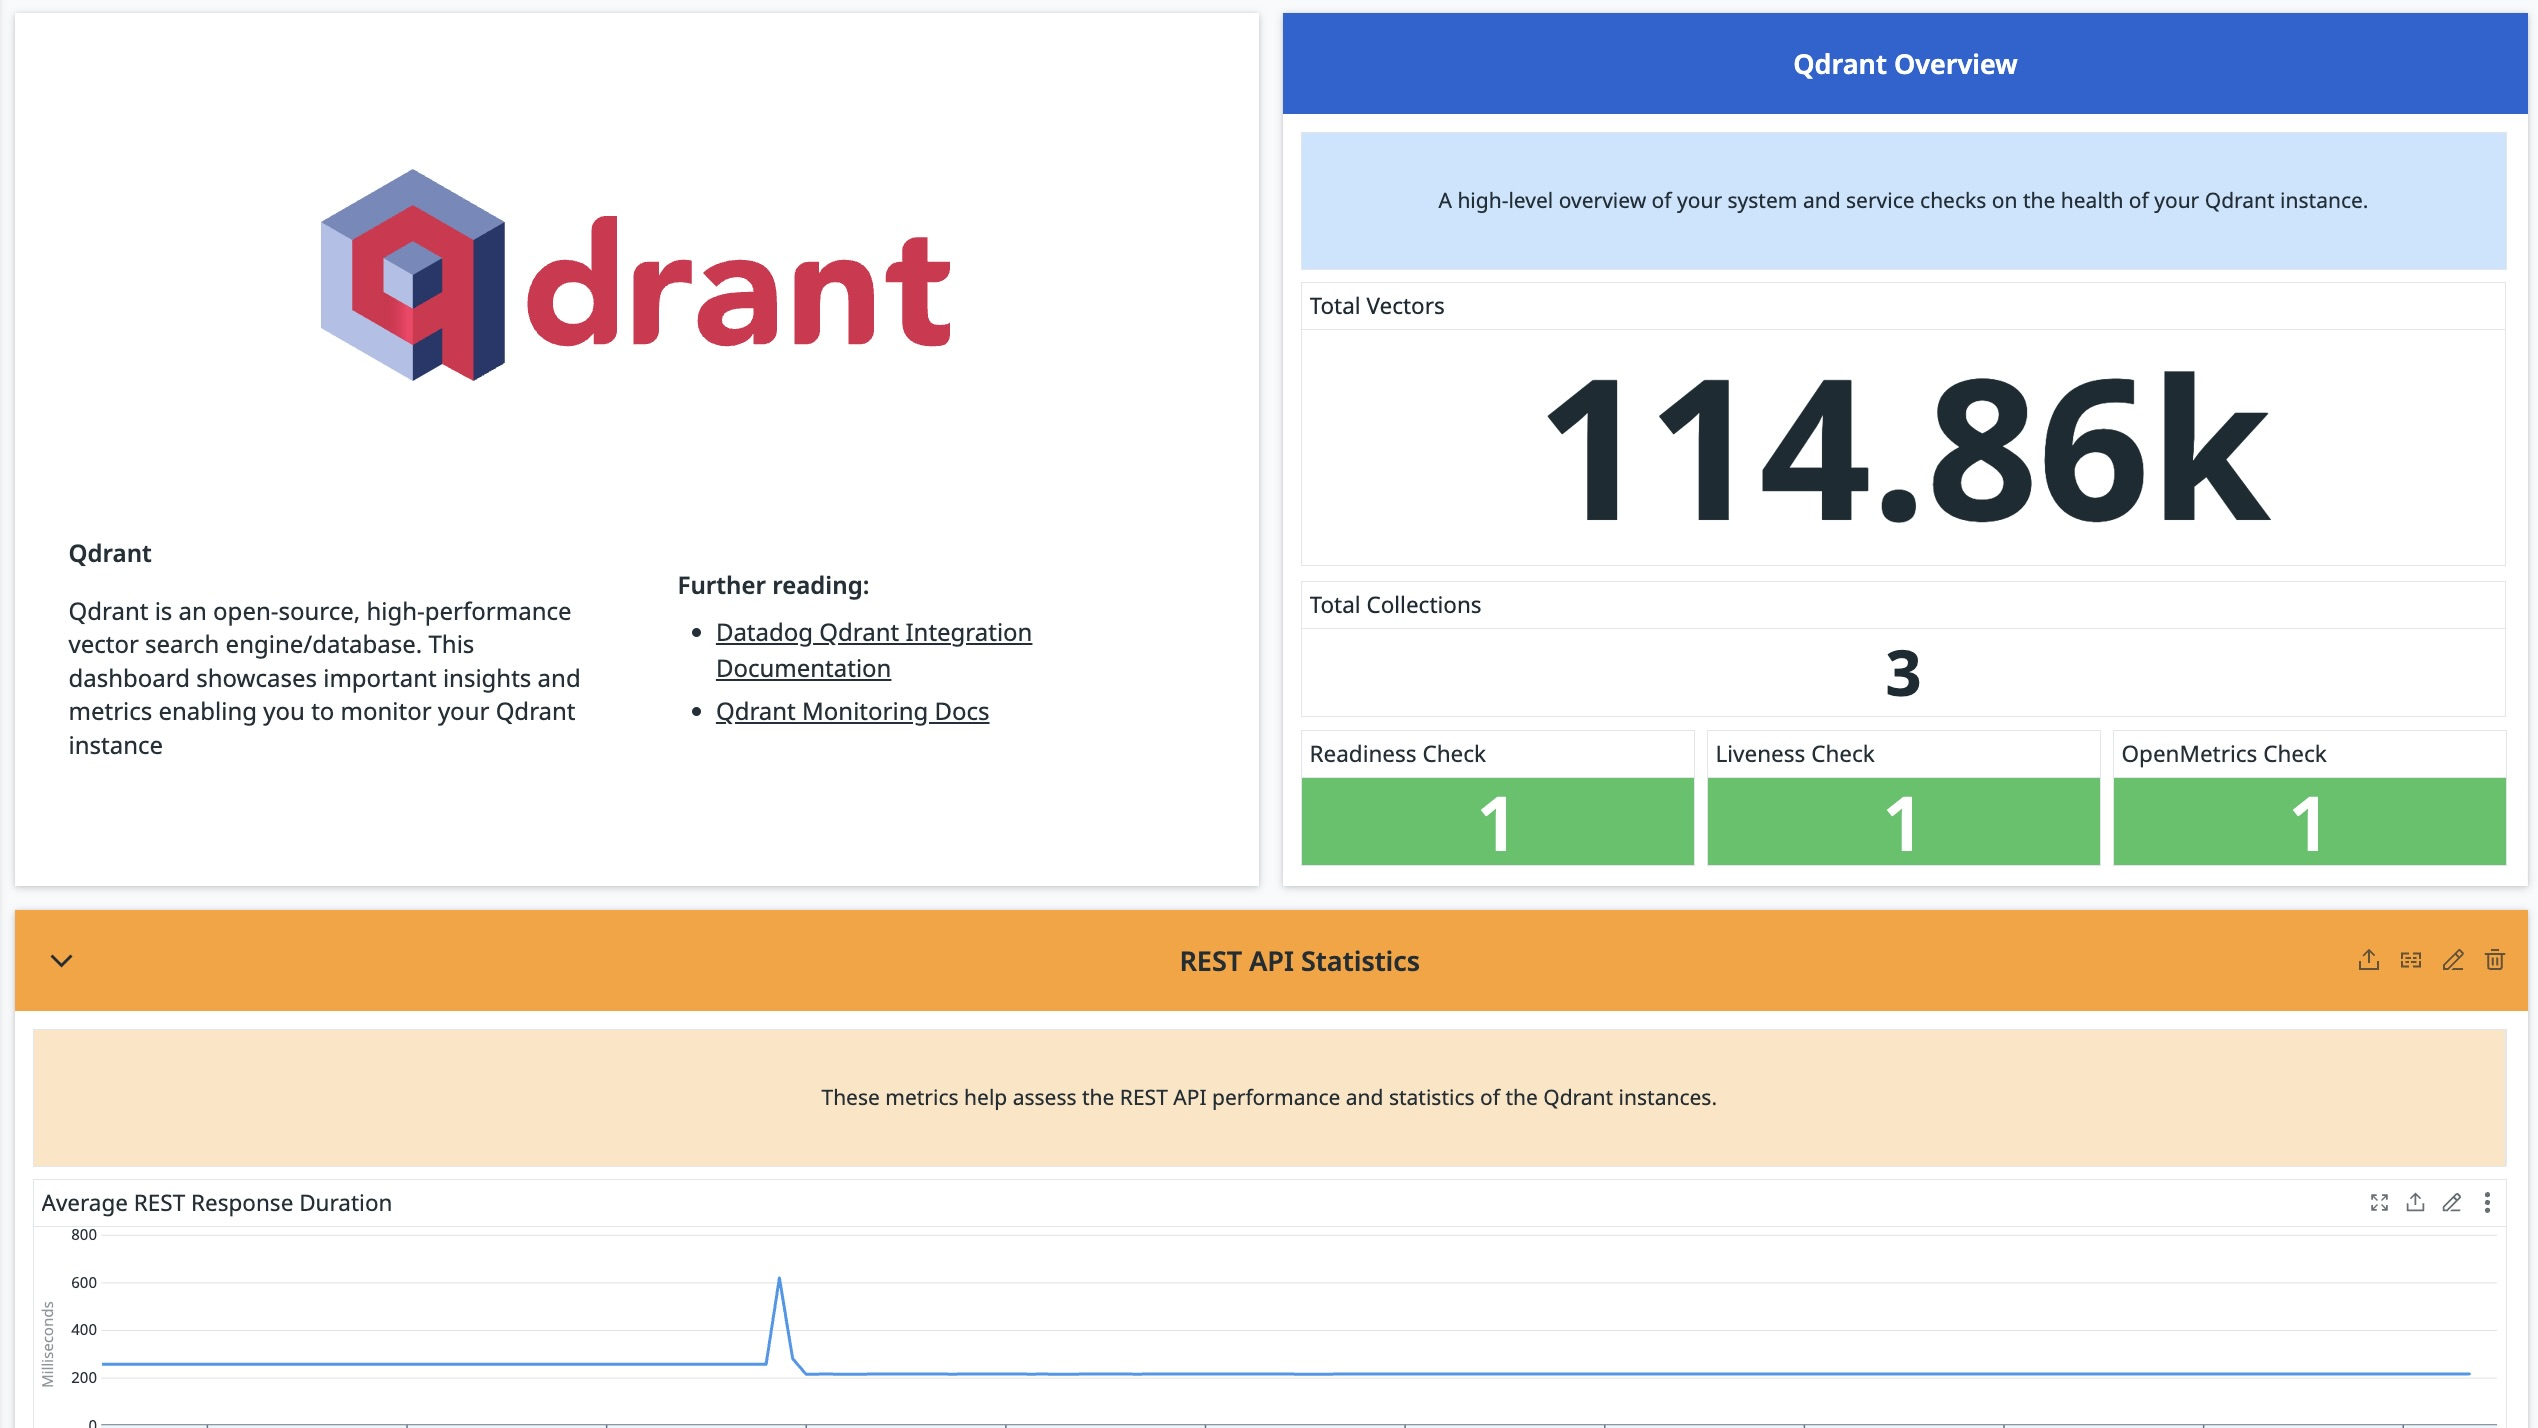 qdrant
Qdrant
Qdrant is an open-source, high-performance
vector search engine/database. This
dashboard showcases important insights and
metrics enabling you to monitor your Qdrant
instance
Further reading:
Datadog Qdrant Integration
Documentation
Qdrant Monitoring Docs
Qdrant Overview
A high-level overview of your system and service checks on the health of your Qdrant instance.
Total Vectors
114.86k
Total Collections
3
Readiness Check
1
Liveness Check
1
OpenMetrics Check
1
REST API Statistics
These metrics help assess the REST API performance and statistics of the Qdrant instances.
Average REST Response Duration
Milliseconds
800
600
400
200
0